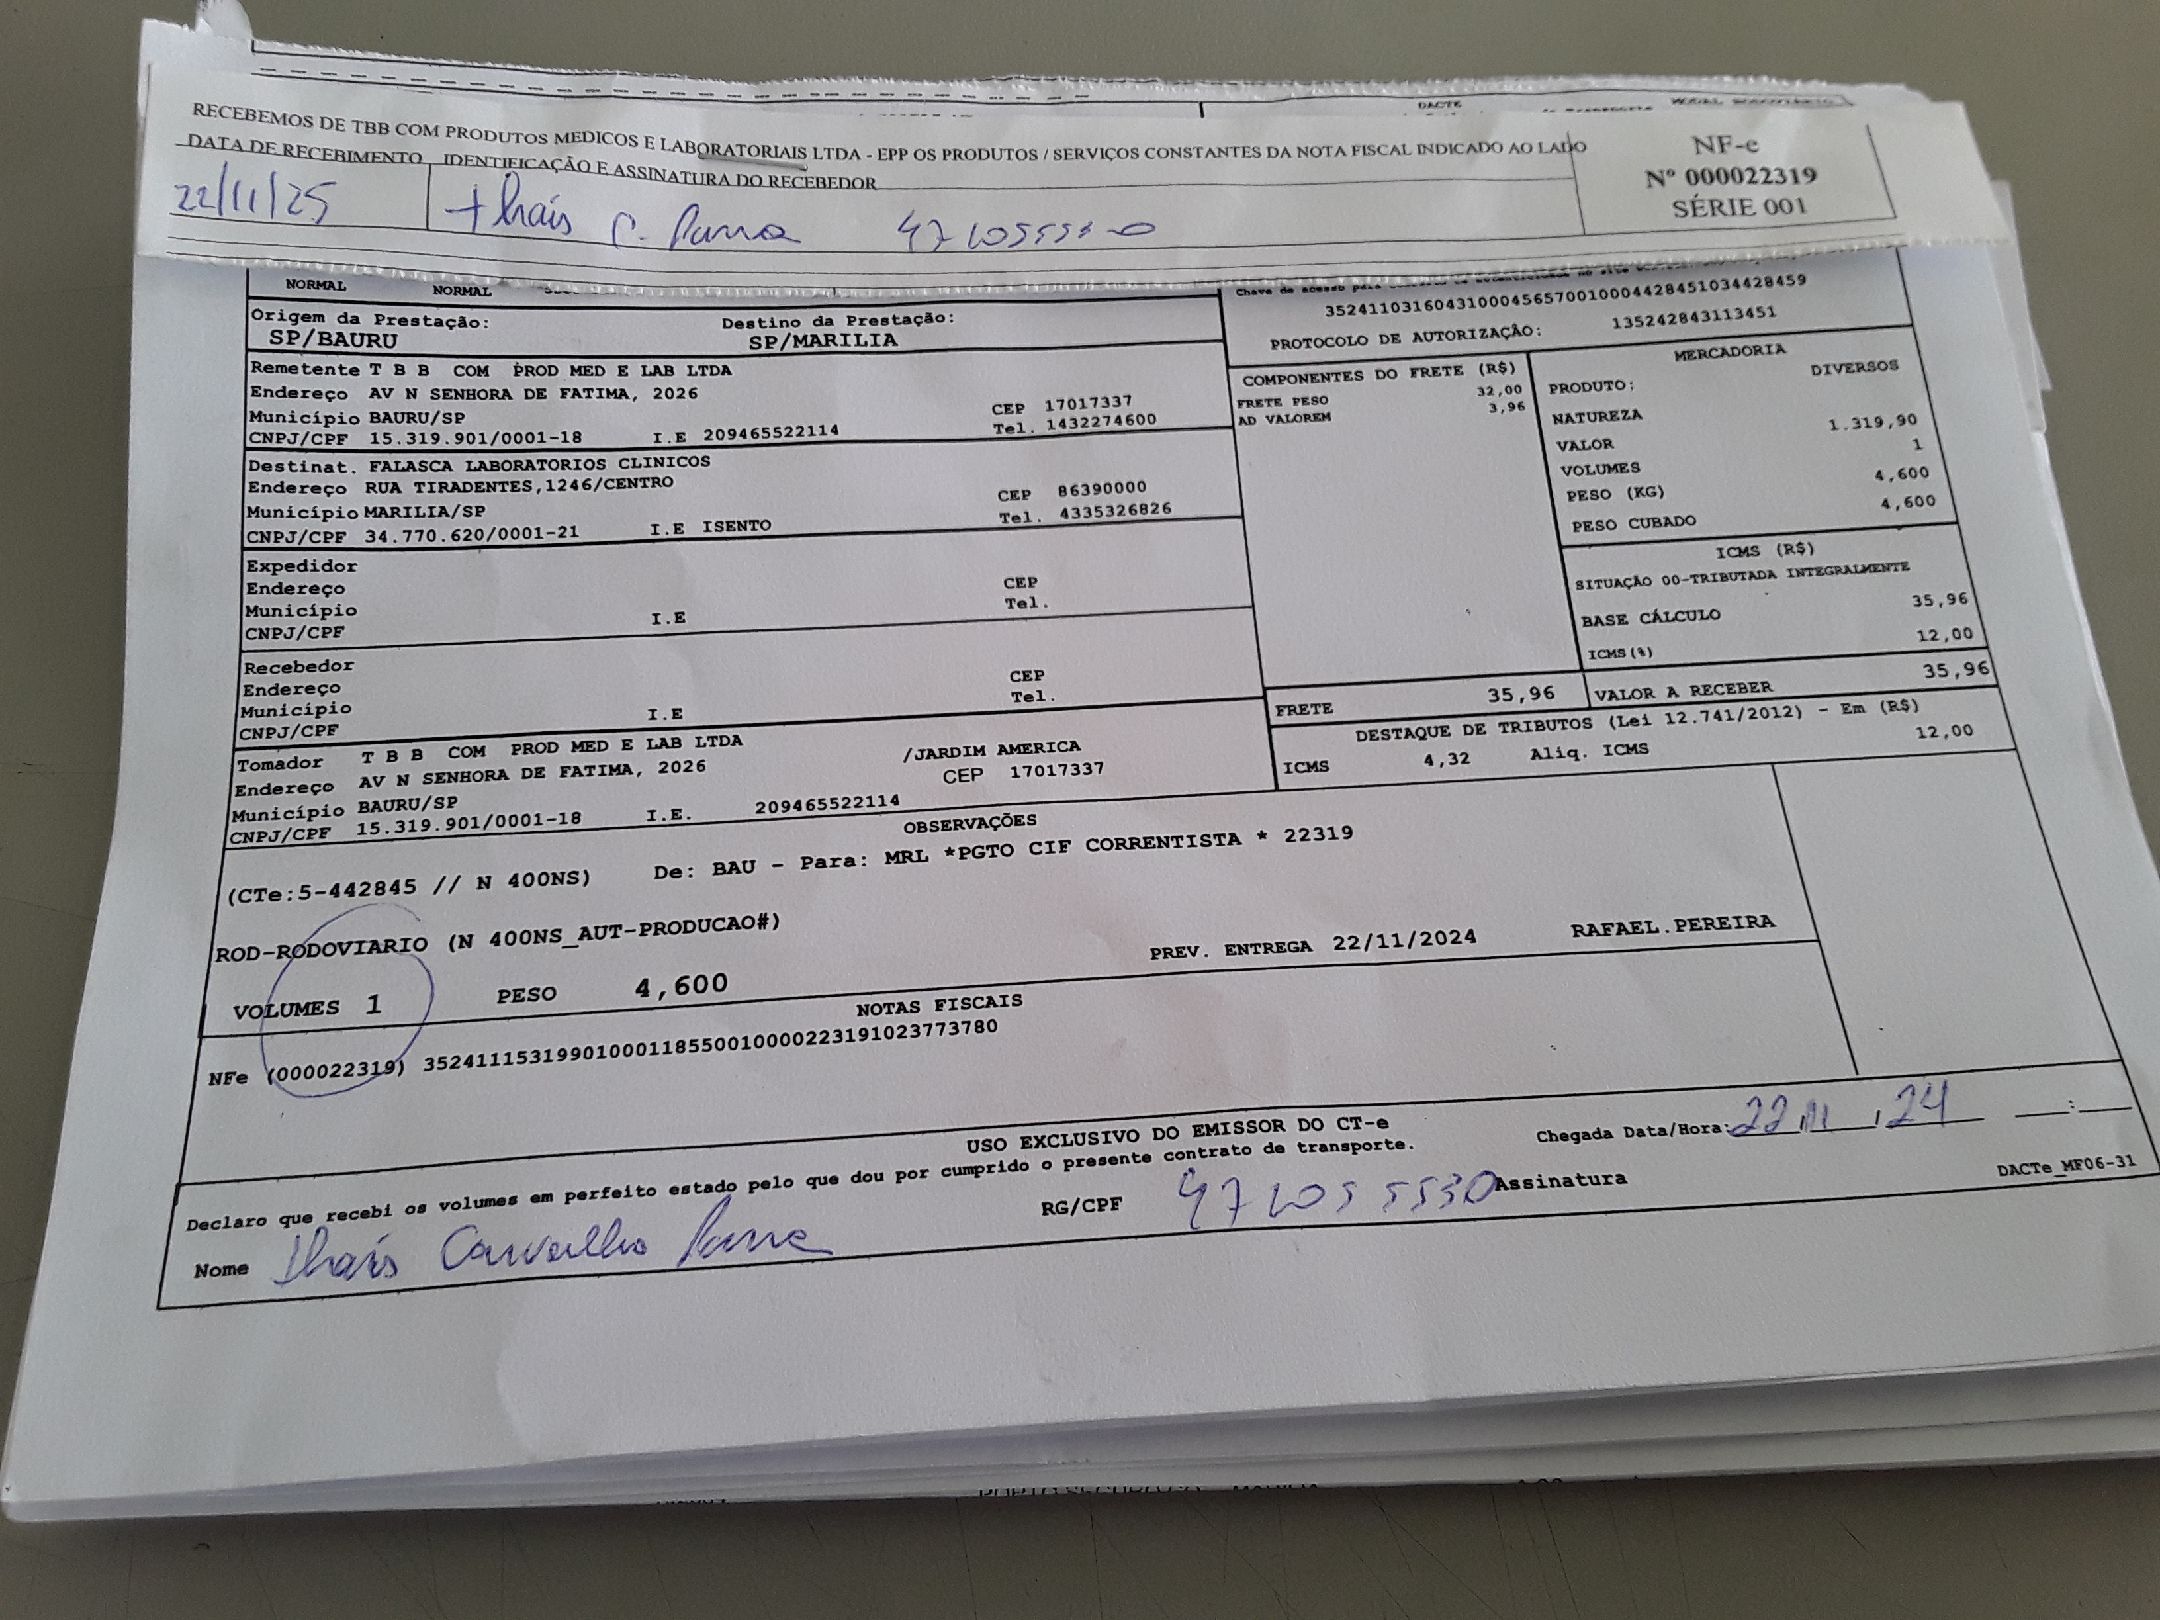 DACTE
RECEBEMOS DE TBB COM PRODUTOS MEDICOS E LABORATORIAIS LTDA - EPP OS PRODUTOS / SERVIÇOS CONSTANTES DA NOTA FISCAL INDICADO AO LADO
DATA DE RECEBIMENTO IDENTIFICAÇÃO E ASSINATURA DO RECEBEDOR
22/11/25 Thais C. Parra
NF-e
Nº 000022319
SÉRIE 001
NORMAL NORMAL
Chave de acesso
35241103160431000456570010004428451034428459
PROTOCOLO DE AUTORIZAÇÃO: 135242843113451
Origem da Prestação: Destino da Prestação:
SP/BAURU SP/MARILIA
Remetente T B B COM PROD MED E LAB LTDA
Endereço AV N SENHORA DE FATIMA, 2026
Município BAURU/SP CEP 17017337
CNPJ/CPF 15.319.901/0001-18 I.E 209465522114 Tel. 1432274600
Destinat. FALASCA LABORATORIOS CLINICOS
Endereço RUA TIRADENTES,1246/CENTRO
Município MARILIA/SP CEP 86390000
CNPJ/CPF 34.770.620/0001-21 I.E ISENTO Tel. 4335326826
Expedidor
Endereço CEP
Município Tel.
CNPJ/CPF I.E
Recebedor
Endereço CEP
Município Tel.
CNPJ/CPF I.E
Tomador T B B COM PROD MED E LAB LTDA
Endereço AV N SENHORA DE FATIMA, 2026 /JARDIM AMERICA
Município BAURU/SP CEP 17017337
CNPJ/CPF 15.319.901/0001-18 I.E. 209465522114
COMPONENTES DO FRETE (R$)
FRETE PESO 32,00
AD VALOREM 3,96
MERCADORIA
PRODUTO: DIVERSOS
NATUREZA
VALOR 1.319,90
VOLUMES 1
PESO (KG) 4,600
PESO CUBADO 4,600
ICMS (R$)
SITUAÇÃO 00-TRIBUTADA INTEGRALMENTE
BASE CÁLCULO 35,96
ICMS(%) 12,00
FRETE 35,96 VALOR A RECEBER 35,96
DESTAQUE DE TRIBUTOS (Lei 12.741/2012) - Em (R$)
ICMS 4,32 Aliq. ICMS 12,00
OBSERVAÇÕES
(CTe:5-442845 // N 400NS) De: BAU - Para: MRL *PGTO CIF CORRENTISTA * 22319
ROD-RODOVIARIO (N 400NS_AUT-PRODUCAO#)
PREV. ENTREGA 22/11/2024 RAFAEL.PEREIRA
VOLUMES 1 PESO 4,600
NOTAS FISCAIS
NFe (000022319) 35241115319901000118550010000223191023773780
USO EXCLUSIVO DO EMISSOR DO CT-e
Declaro que recebi os volumes em perfeito estado pelo que dou por cumprido o presente contrato de transporte.
Chegada Data/Hora: 22 11 24
Nome Thais Carvalho Parra RG/CPF Assinatura
DACTe_MF06-31